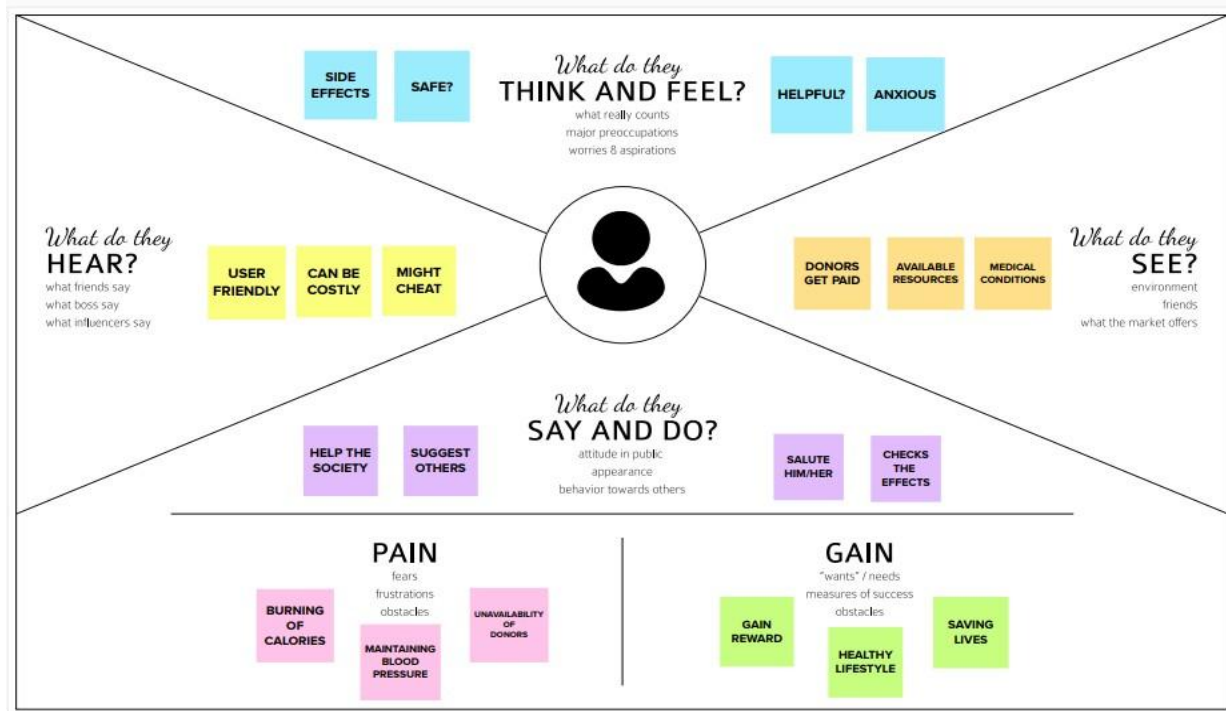 What do they
THINK AND FEEL?
what really counts
major preoccupations
worries & aspirations
SIDE
EFFECTS
SAFE?
HELPFUL?
ANXIOUS
What do they
HEAR?
what friends say
what boss say
what influencers say
USER
FRIENDLY
CAN BE
COSTLY
MIGHT
CHEAT
DONORS
GET PAID
AVAILABLE
RESOURCES
MEDICAL
CONDITIONS
What do they
SEE?
environment
friends
what the market offers
What do they
SAY AND DO?
attitude in public
appearance
behavior towards others
HELP THE
SOCIETY
SUGGEST
OTHERS
SALUTE
HIM/HER
CHECKS
THE
EFFECTS
PAIN
fears
frustrations
obstacles
BURNING
OF
CALORIES
MAINTAINING
BLOOD
PRESSURE
UNAVAILABILITY
OF
DONORS
GAIN
"wants" / needs
measures of success
obstacles
GAIN
REWARD
HEALTHY
LIFESTYLE
SAVING
LIVES